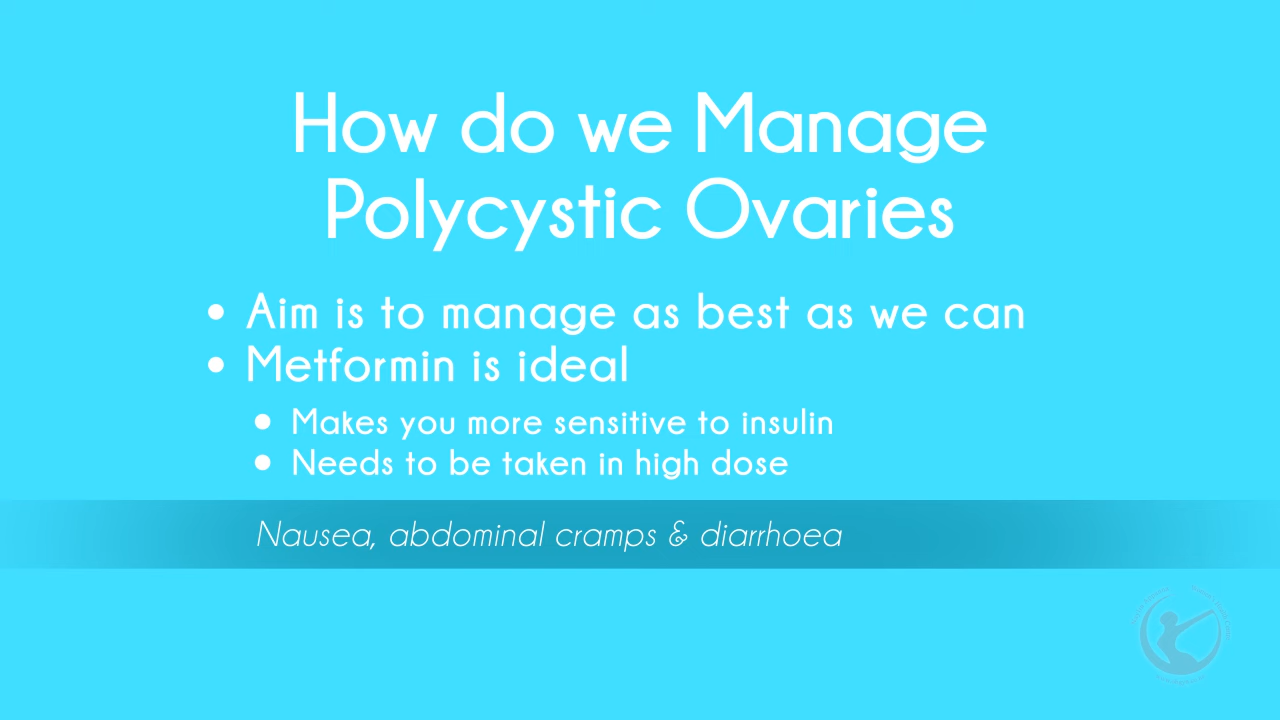 How do we Manage
Polycystic Ovaries
• Aim is to manage as best as we can
• Metformin is ideal
• Makes you more sensitive to insulin
• Needs to be taken in high dose
Nausea, abdominal cramps & diarrhoea